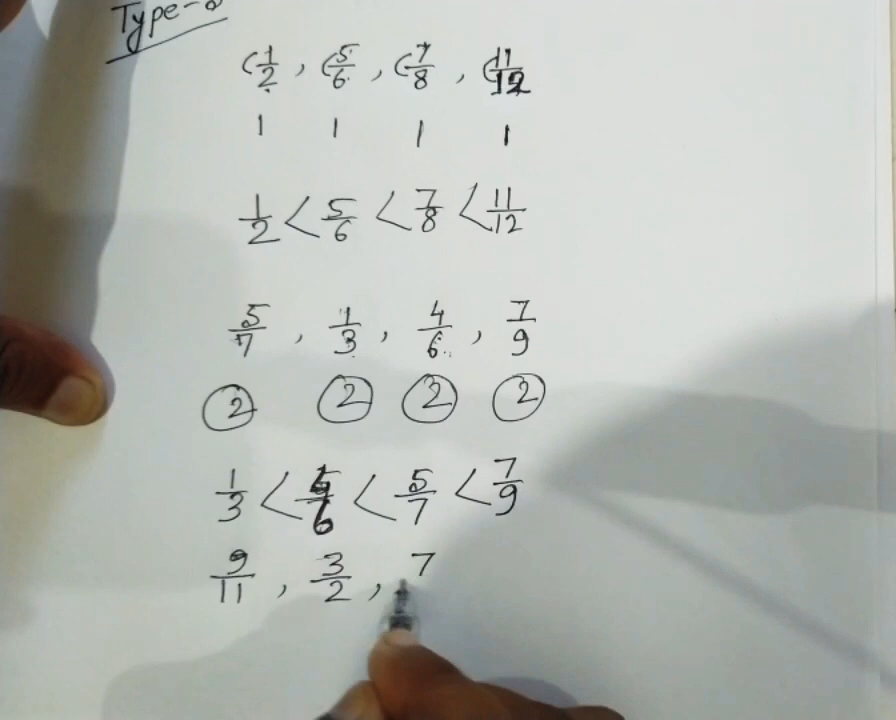 Type-
1/2 , 5/6 , 7/8 , 11/12
1 1 1 1
1/2 < 5/6 < 7/8 < 11/12
5/7 , 1/3 , 4/6 , 7/9
2 2 2 2
1/3 < 4/6 < 5/7 < 7/9
9/11 , 3/2 , 7